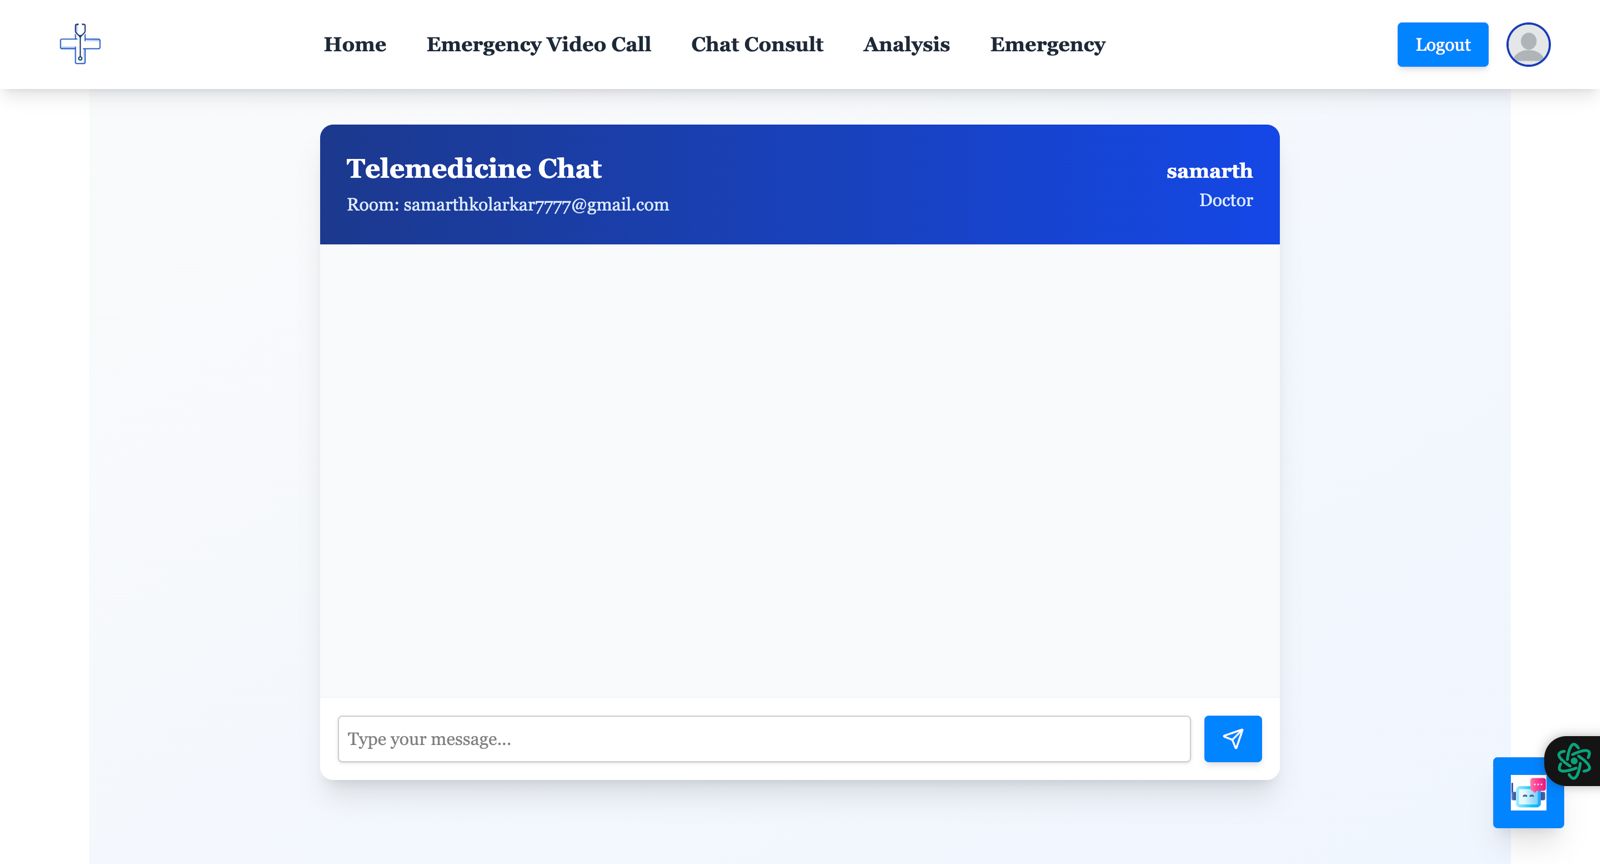 Home
Emergency Video Call
Chat Consult
Analysis
Emergency
Logout
Telemedicine Chat
Room: samarthkolarkar7777@gmail.com
samarth
Doctor
Type your message...